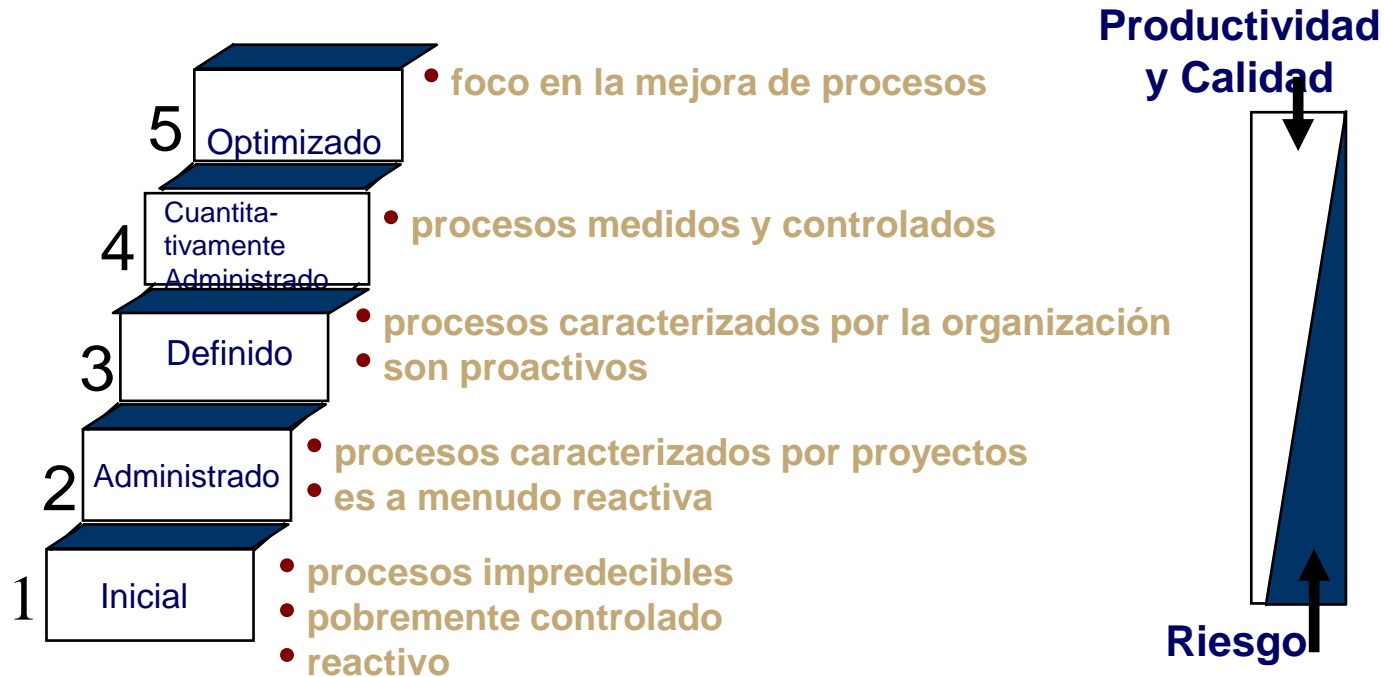 Productividad
y Calidad
5
Optimizado
• foco en la mejora de procesos
4
Cuantita-
tivamente
Administrado
• procesos medidos y controlados
3
Definido
• procesos caracterizados por la organización
• son proactivos
2
Administrado
• procesos caracterizados por proyectos
• es a menudo reactiva
1
Inicial
• procesos impredecibles
• pobremente controlado
• reactivo
Riesgo